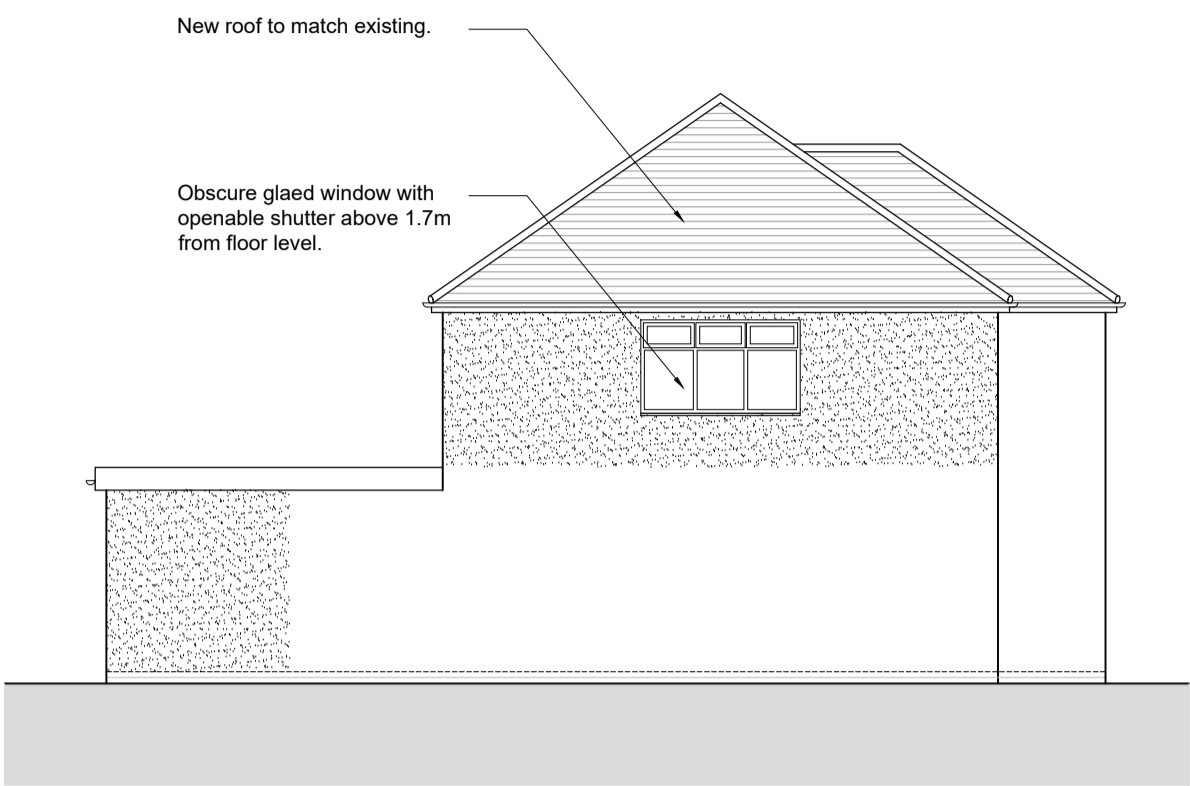 New roof to match existing.
Obscure glaed window with
openable shutter above 1.7m
from floor level.